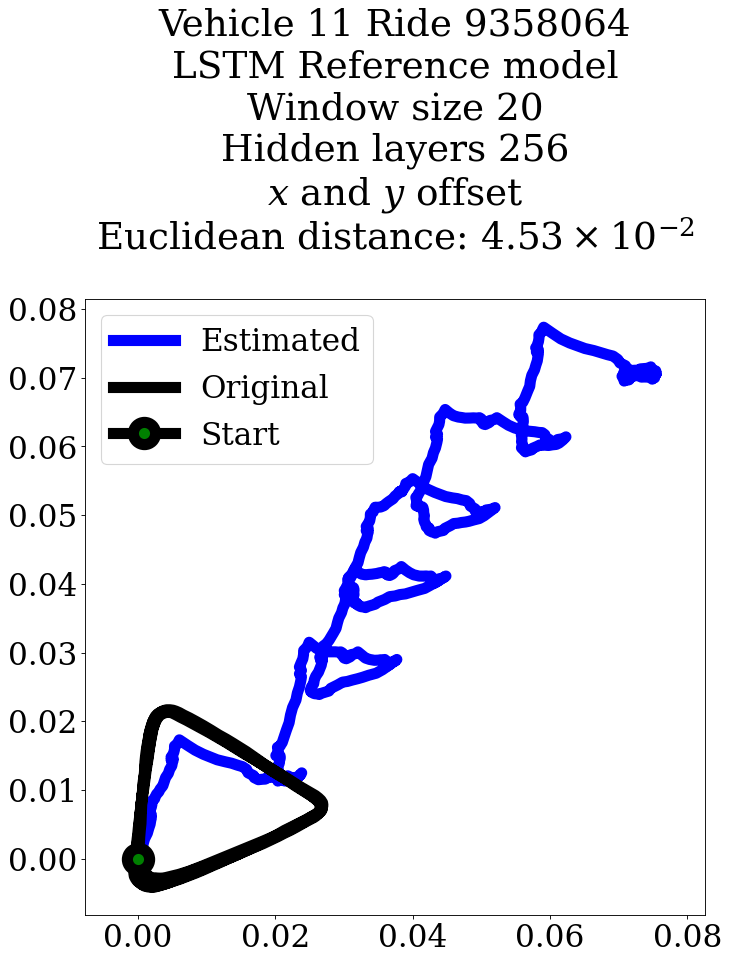 Vehicle 11 Ride 9358064
LSTM Reference model
Window size 20
Hidden layers 256
x and y offset
Euclidean distance: 4.53 × 10⁻²
Estimated
Original
Start
0.08
0.07
0.06
0.05
0.04
0.03
0.02
0.01
0.00
0.00 0.02 0.04 0.06 0.08